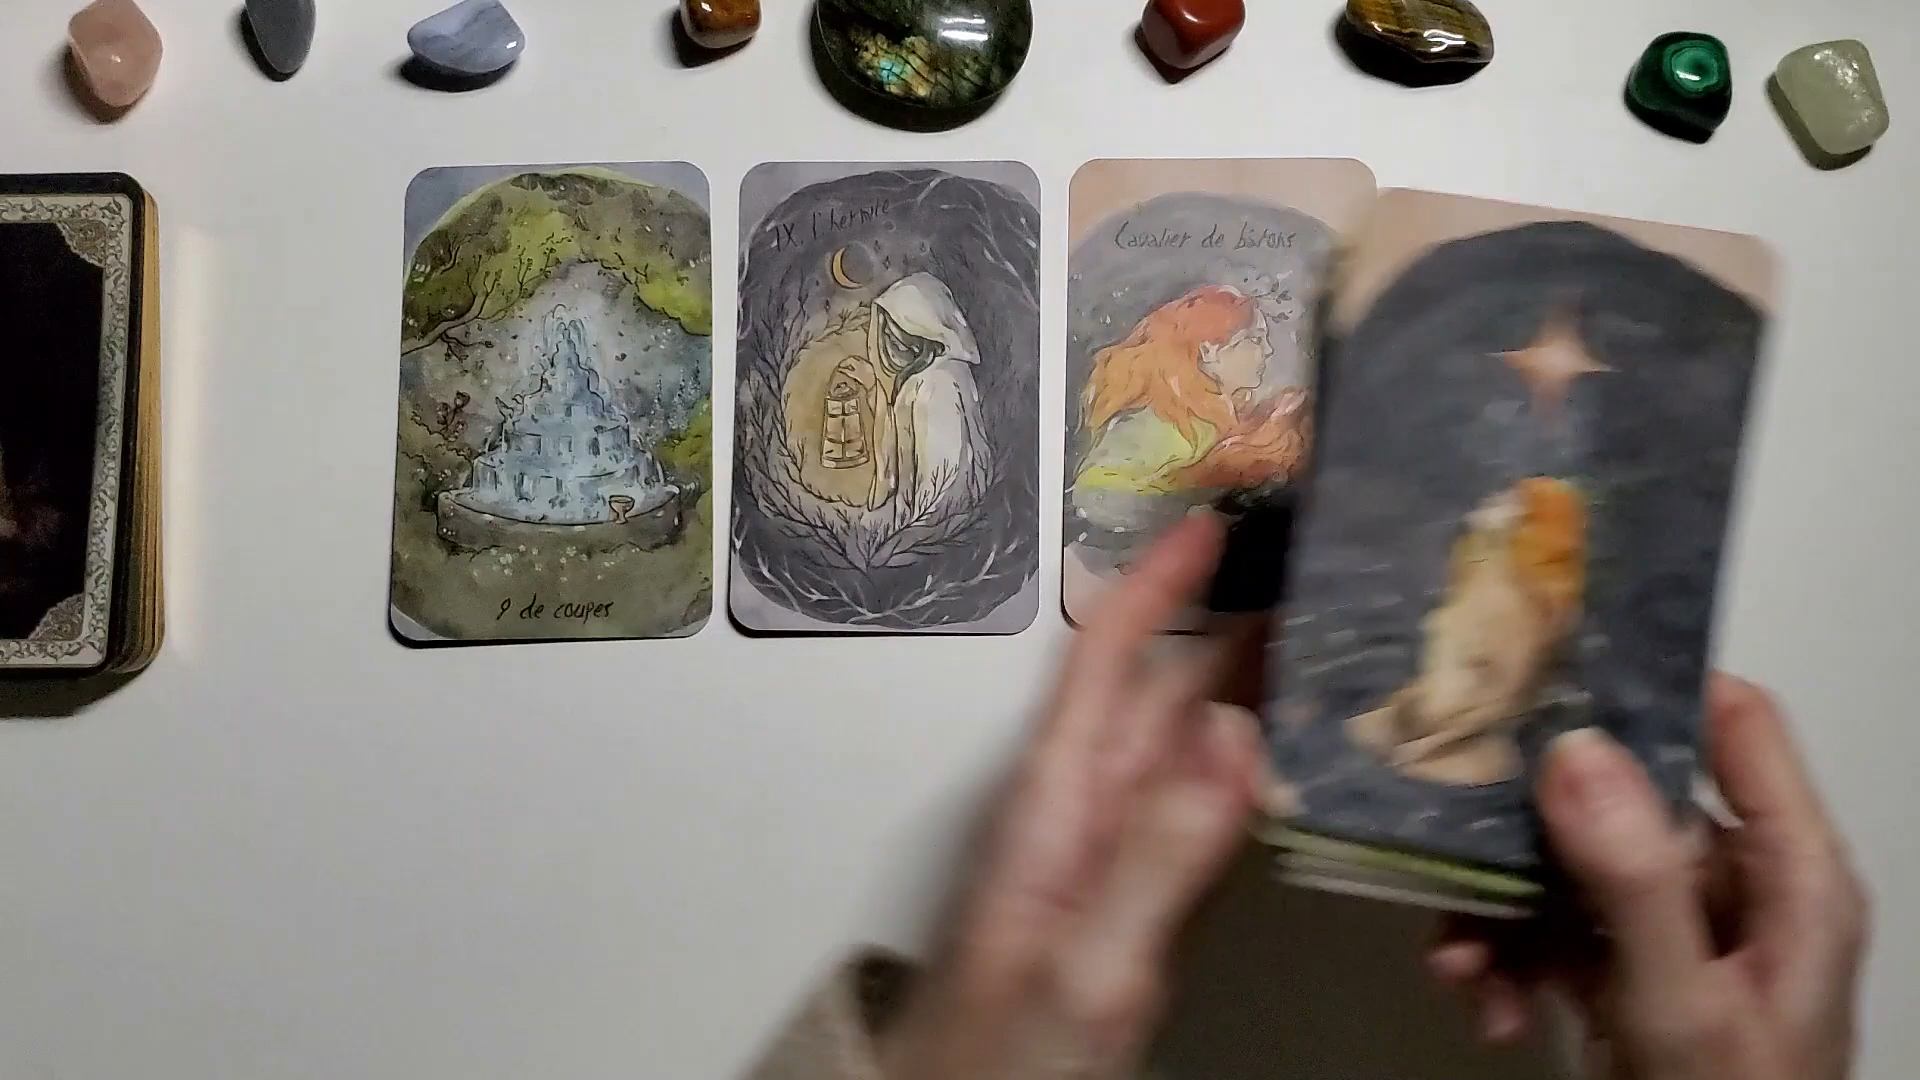 9 de coupes
IX. l'hermite
Cavalier de bâtons